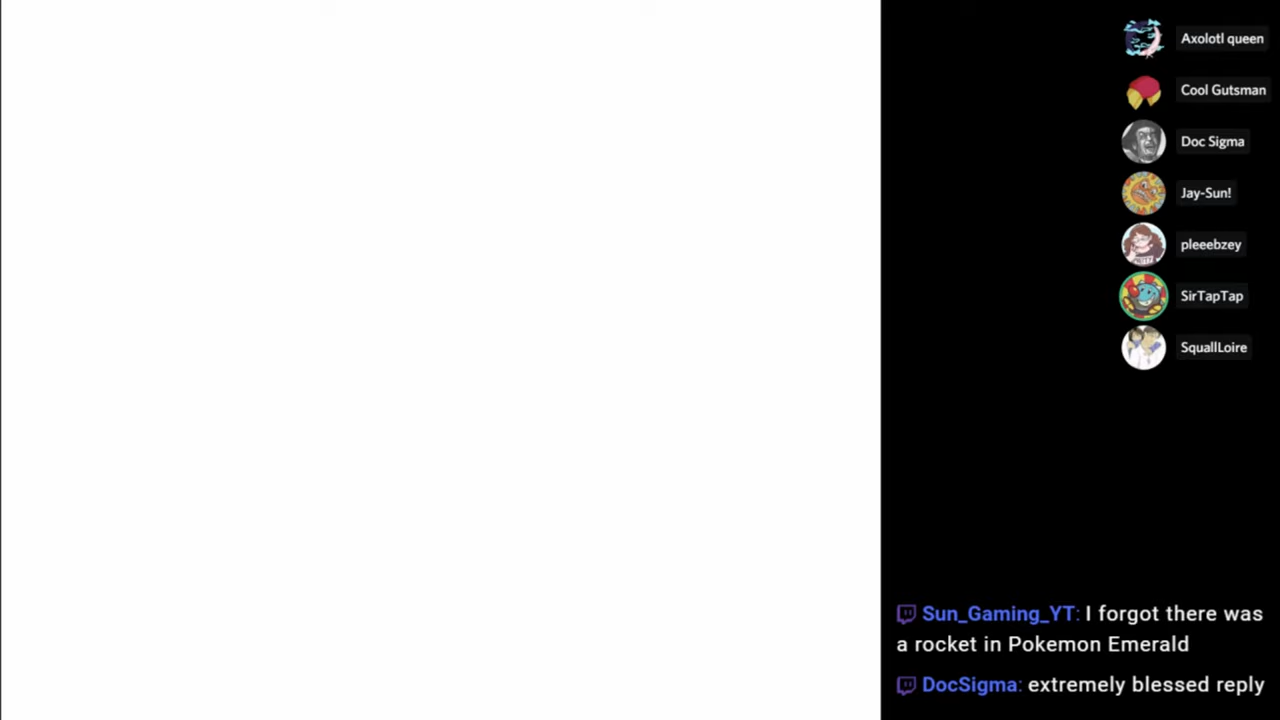 Axolotl queen
Cool Gutsman
Doc Sigma
Jay-Sun!
pleeebzey
SirTapTap
SquallLoire
Sun_Gaming_YT: I forgot there was
a rocket in Pokemon Emerald
DocSigma: extremely blessed reply